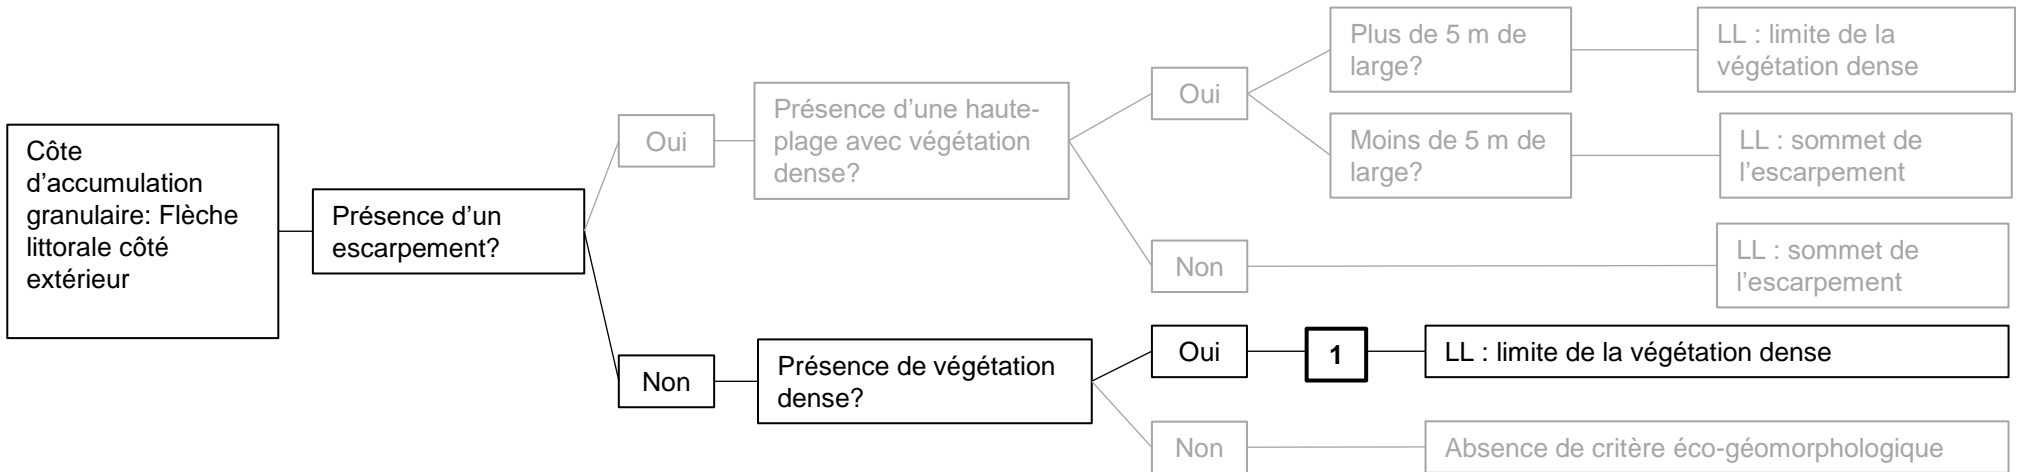 Côte
d'accumulation
granulaire: Flèche
littorale côté
extérieur
Présence d'un
escarpement?
Oui
Présence d'une haute-
plage avec végétation
dense?
Oui
Plus de 5 m de
large?
LL : limite de la
végétation dense
Moins de 5 m de
large?
LL : sommet de
l'escarpement
Non
LL : sommet de
l'escarpement
Non
Présence de végétation
dense?
Oui
1
LL : limite de la végétation dense
Non
Absence de critère éco-géomorphologique